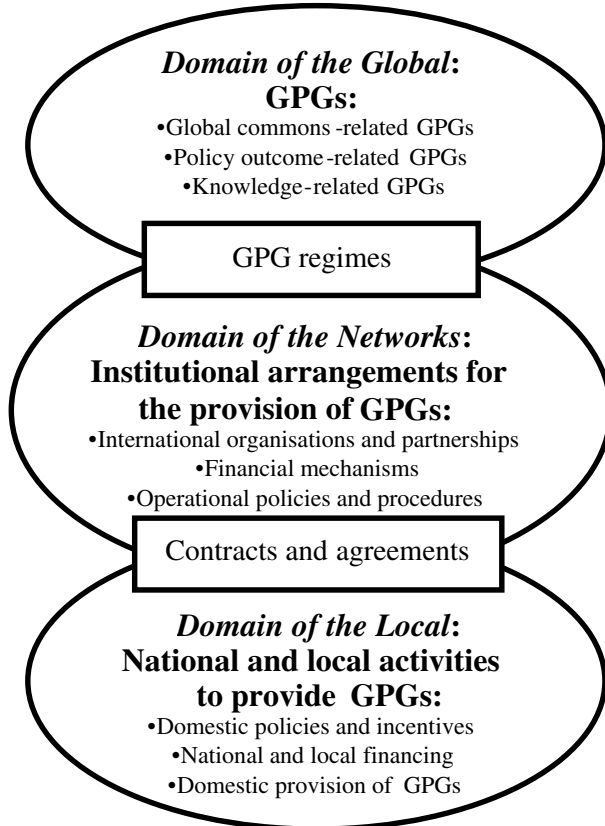 Domain of the Global:
GPGs:
•Global commons-related GPGs
•Policy outcome-related GPGs
•Knowledge-related GPGs
GPG regimes
Domain of the Networks:
Institutional arrangements for
the provision of GPGs:
•International organisations and partnerships
•Financial mechanisms
•Operational policies and procedures
Contracts and agreements
Domain of the Local:
National and local activities
to provide GPGs:
•Domestic policies and incentives
•National and local financing
•Domestic provision of GPGs